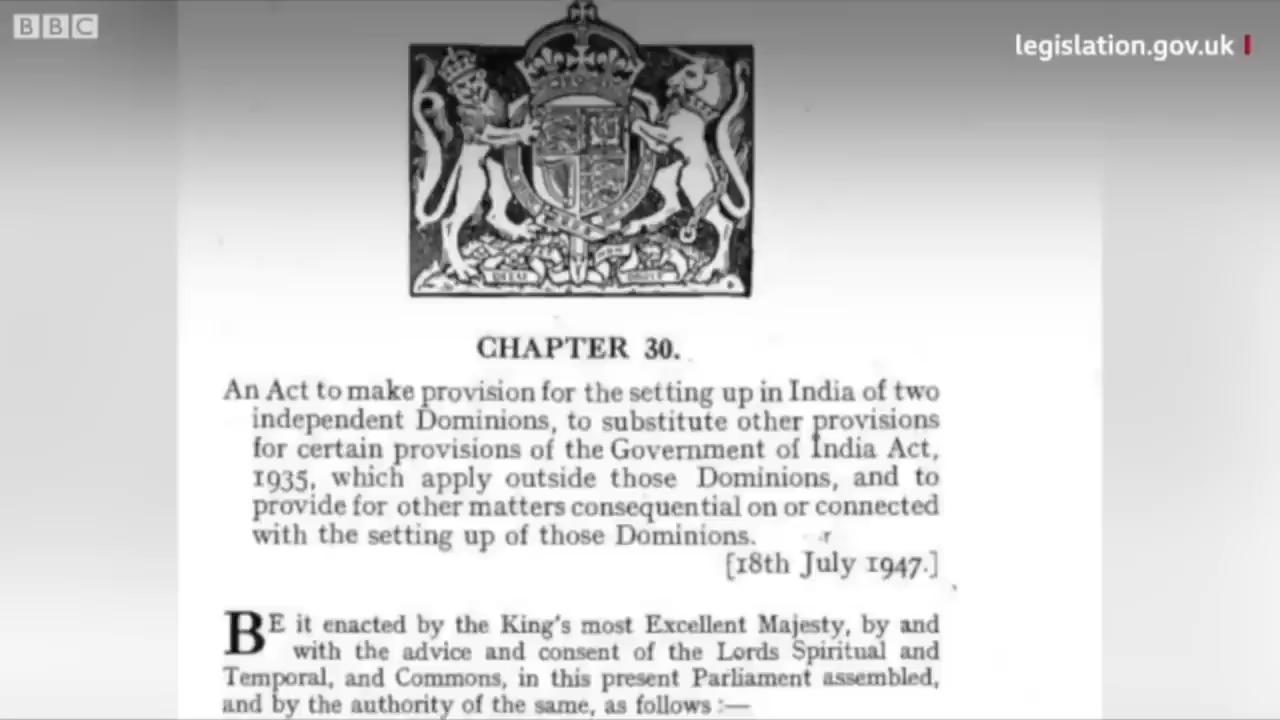 BBC
legislation.gov.uk
CHAPTER 30.
An Act to make provision for the setting up in India of two
independent Dominions, to substitute other provisions
for certain provisions of the Government of India Act,
1935, which apply outside those Dominions, and to
provide for other matters consequential on or connected
with the setting up of those Dominions.
[18th July 1947.]
BE it enacted by the King's most Excellent Majesty, by and
with the advice and consent of the Lords Spiritual and
Temporal, and Commons, in this present Parliament assembled,
and by the authority of the same, as follows :—